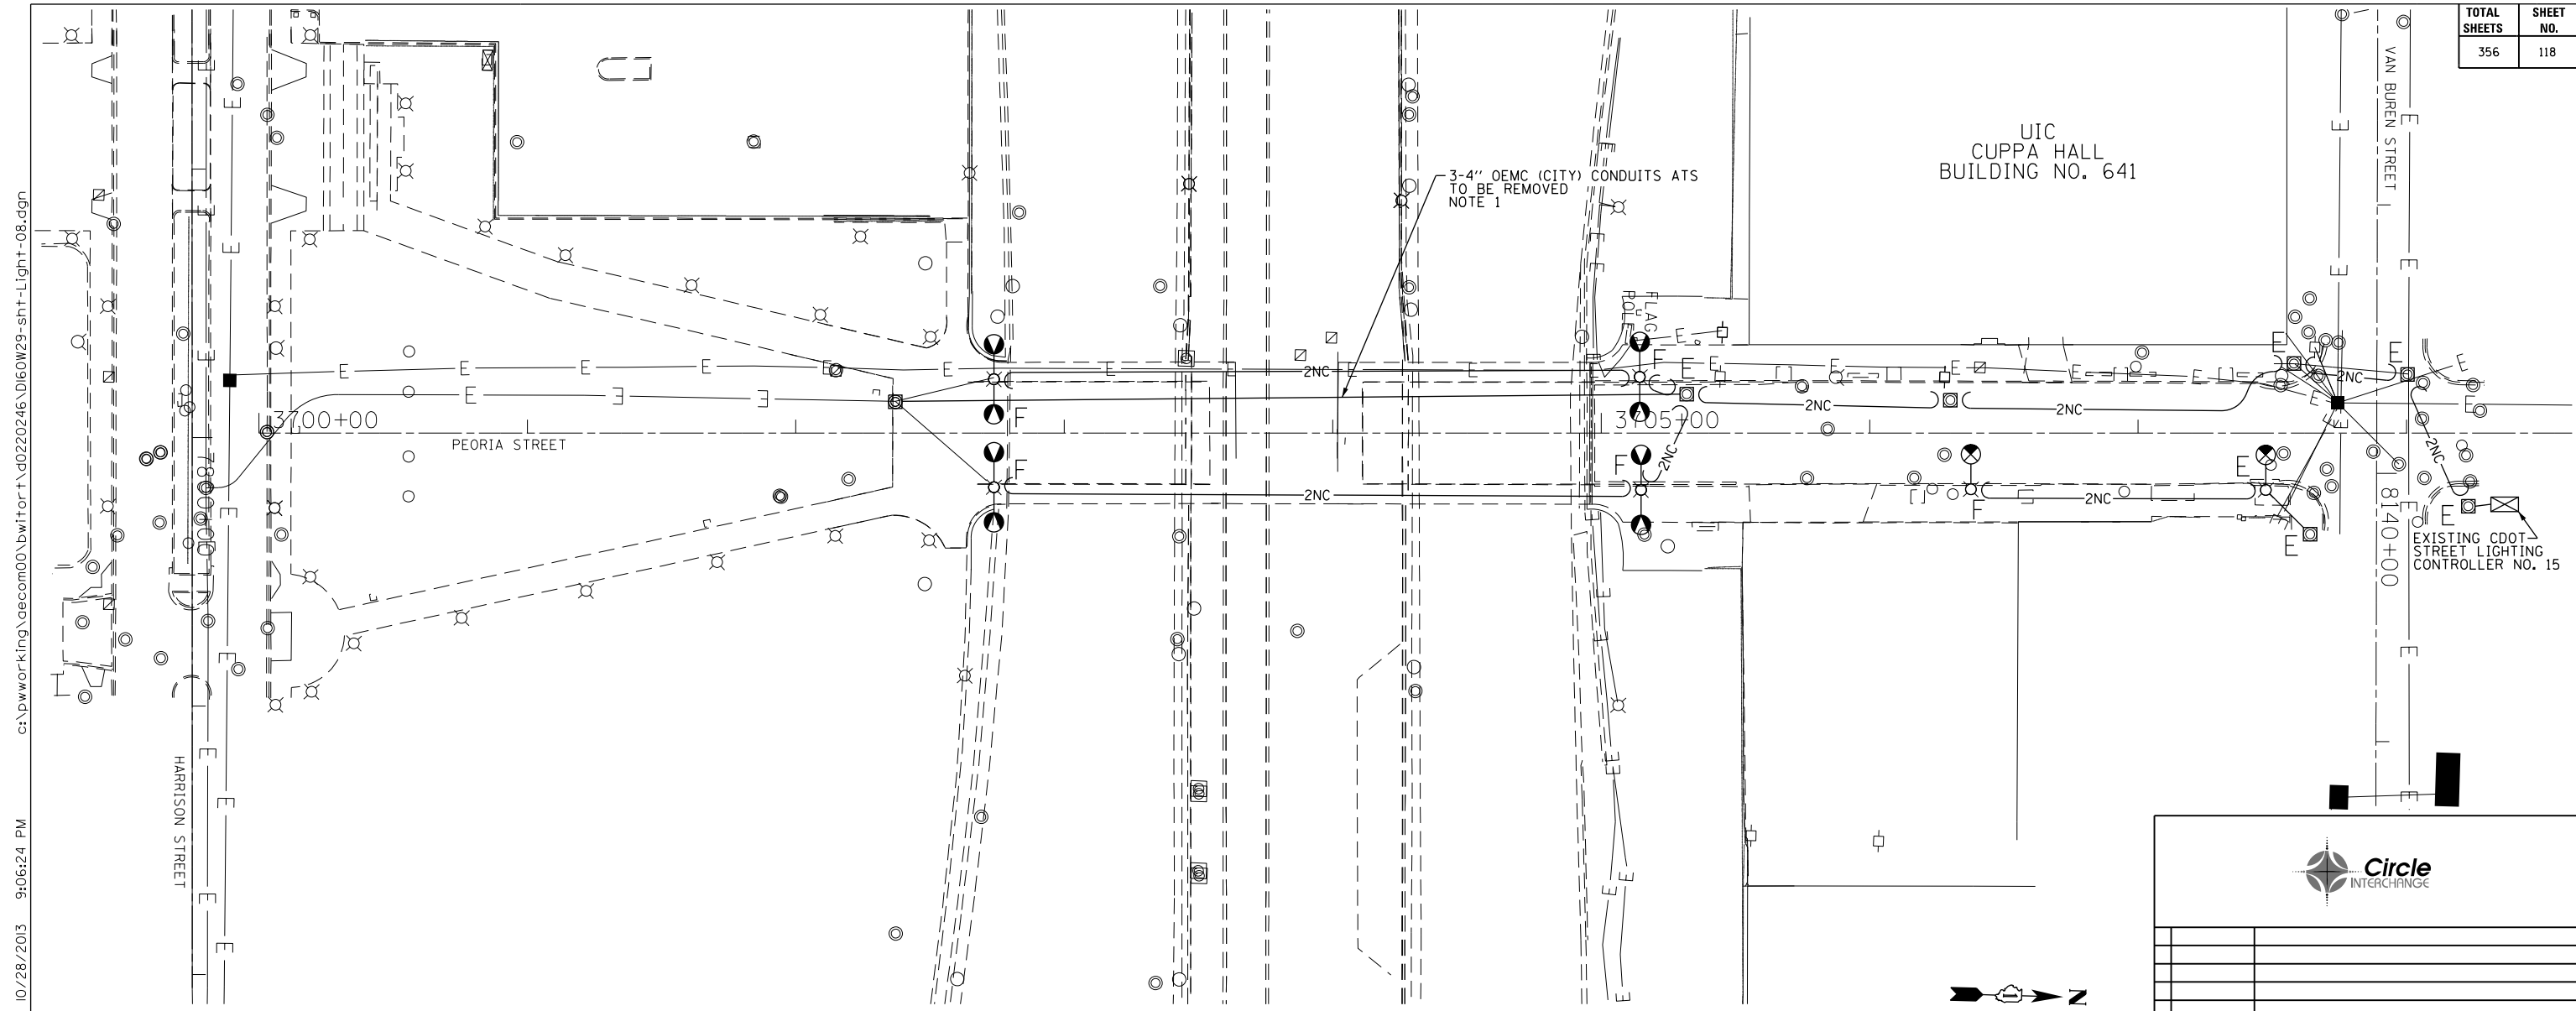 TOTAL SHEETS
SHEET NO.
356
118
VAN BUREN STREET
UIC
CUPPA HALL
BUILDING NO. 641
3-4'' OEMC (CITY) CONDUITS ATS
TO BE REMOVED
NOTE 1
FLAG
POLE
E
E
E
E
E
E
E
E
E
2NC
E
E
E
F
E
E
E
E
E
E
E
2NC
E
E
E
E
2NC
2NC
E
E
3700+00
F
3705+00
PEORIA STREET
F
F
2NC
2NC
E
2NC
2NC
F
2NC
E
E
8140+00
EXISTING CDOT
STREET LIGHTING
CONTROLLER NO. 15
HARRISON STREET
Circle
INTERCHANGE
N
c:\pwworking\aecom00\bwitort\d0220246\D160W29-sht-Light-08.dgn
10/28/2013 9:06:24 PM